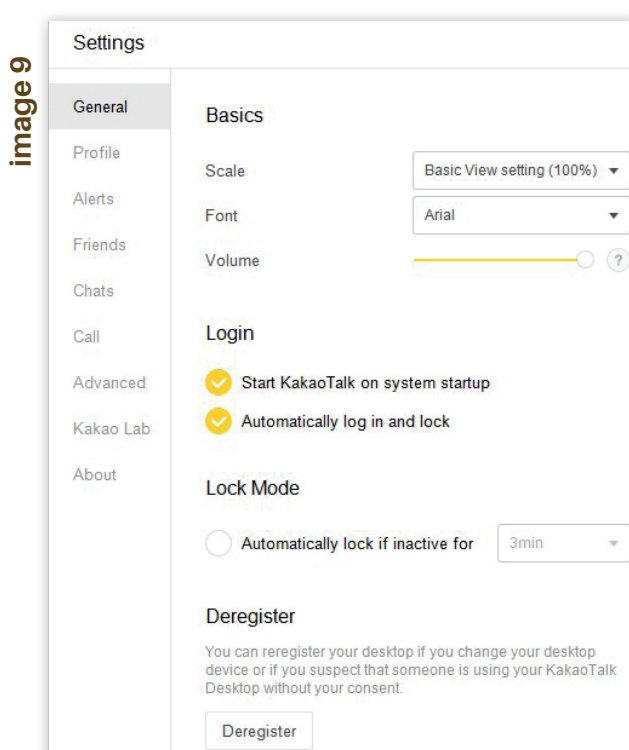 image 9
Settings
General
Profile
Alerts
Friends
Chats
Call
Advanced
Kakao Lab
About
Basics
Scale
Basic View setting (100%)
Font
Arial
Volume
?
Login
Start KakaoTalk on system startup
Automatically log in and lock
Lock Mode
Automatically lock if inactive for
3min
Deregister
You can reregister your desktop if you change your desktop
device or if you suspect that someone is using your KakaoTalk
Desktop without your consent.
Deregister